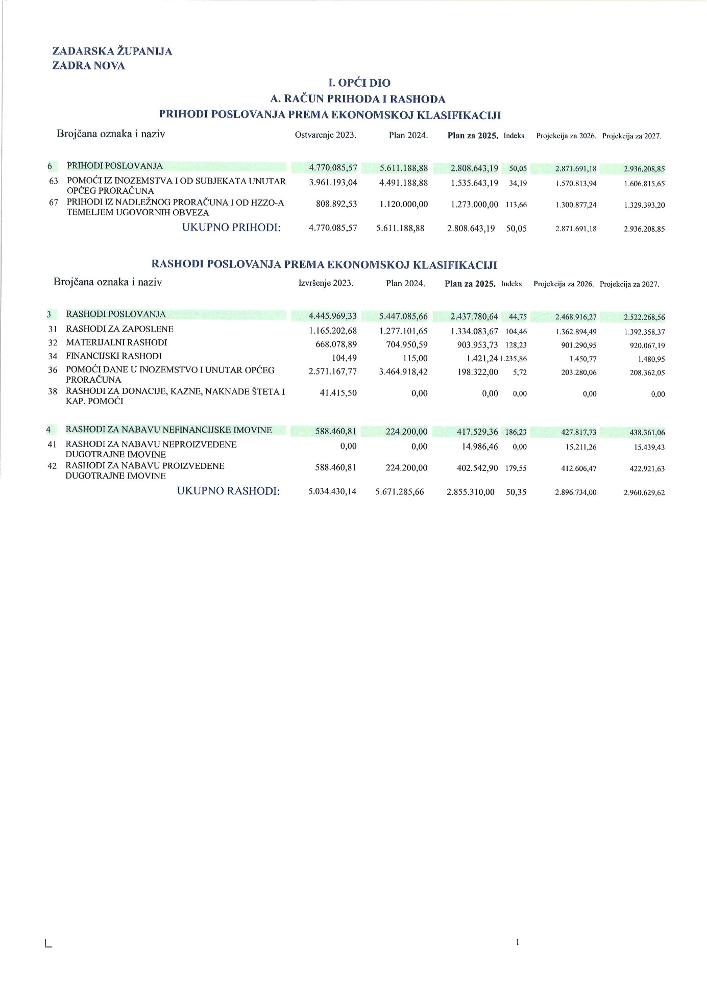 ZADARSKA ŽUPANIJA
ZADRA NOVA
I. OPĆI DIO
A. RAČUN PRIHODA I RASHODA
PRIHODI POSLOVANJA PREMA EKONOMSKOJ KLASIFIKACIJI
Brojčana oznaka i naziv Ostvarenje 2023. Plan 2024. Plan za 2025. Indeks Projekcija za 2026. Projekcija za 2027.
6 PRIHODI POSLOVANJA 4.770.085,57 5.611.188,88 2.808.643,19 50,05 2.871.691,18 2.936.208,85
63 POMOĆI IZ INOZEMSTVA I OD SUBJEKATA UNUTAR 3.961.193,04 4.491.188,88 1.535.643,19 34,19 1.570.813,94 1.606.815,65
OPĆEG PRORAČUNA
67 PRIHODI IZ NADLEŽNOG PRORAČUNA I OD HZZO-A 808.892,53 1.120.000,00 1.273.000,00 113,66 1.300.877,24 1.329.393,20
TEMELJEM UGOVORNIH OBVEZA
UKUPNO PRIHODI: 4.770.085,57 5.611.188,88 2.808.643,19 50,05 2.871.691,18 2.936.208,85
RASHODI POSLOVANJA PREMA EKONOMSKOJ KLASIFIKACIJI
Brojčana oznaka i naziv Izvršenje 2023. Plan 2024. Plan za 2025. Indeks Projekcija za 2026. Projekcija za 2027.
3 RASHODI POSLOVANJA 4.445.969,33 5.447.085,66 2.437.780,64 44,75 2.468.916,27 2.522.268,56
31 RASHODI ZA ZAPOSLENE 1.165.202,68 1.277.101,65 1.334.083,67 104,46 1.362.894,49 1.392.358,37
32 MATERIJALNI RASHODI 668.078,89 704.950,59 903.953,73 128,23 901.290,95 920.067,19
34 FINANCIJSKI RASHODI 104,49 115,00 1.421,24 1.235,86 1.450,77 1.480,95
36 POMOĆI DANE U INOZEMSTVO I UNUTAR OPĆEG 2.571.167,77 3.464.918,42 198.322,00 5,72 203.280,06 208.362,05
PRORAČUNA
38 RASHODI ZA DONACIJE, KAZNE, NAKNADE ŠTETA I 41.415,50 0,00 0,00 0,00 0,00 0,00
KAP. POMOĆI
4 RASHODI ZA NABAVU NEFINANCIJSKE IMOVINE 588.460,81 224.200,00 417.529,36 186,23 427.817,73 438.361,06
41 RASHODI ZA NABAVU NEPROIZVEDENE 0,00 0,00 14.986,46 0,00 15.211,26 15.439,43
DUGOTRAJNE IMOVINE
42 RASHODI ZA NABAVU PROIZVEDENE 588.460,81 224.200,00 402.542,90 179,55 412.606,47 422.921,63
DUGOTRAJNE IMOVINE
UKUPNO RASHODI: 5.034.430,14 5.671.285,66 2.855.310,00 50,35 2.896.734,00 2.960.629,62
1